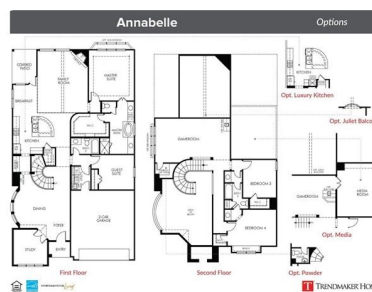 Annabelle
Options
COVERED PATIO
FAMILY ROOM
MASTER SUITE
BREAKFAST
KITCHEN
GUEST SUITE
DINING
FOYER
2-CAR GARAGE
STUDY
ENTRY
First Floor
GAMEROOM
BEDROOM 3
BEDROOM 4
Second Floor
KITCHEN
Opt. Luxury Kitchen
Opt. Juliet Balco
GAMEROOM
MEDIA ROOM
Opt. Media
Opt. Powder
TRENDMAKER HO